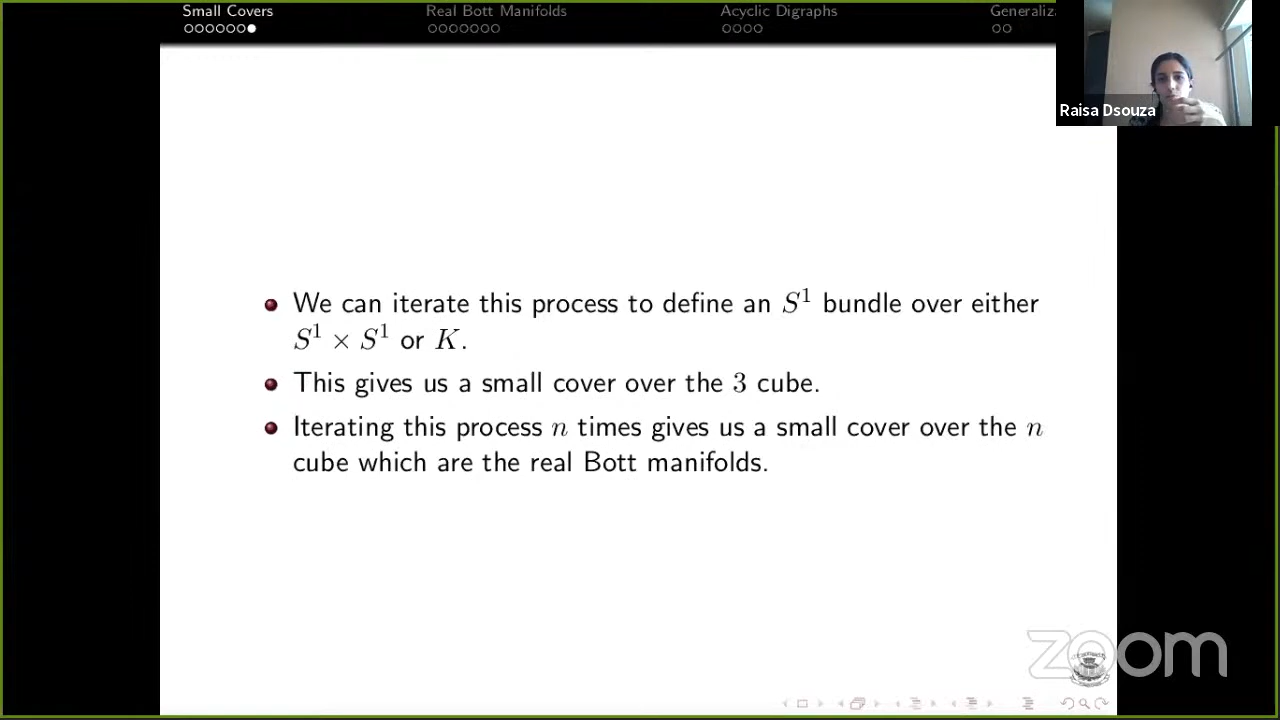 Small Covers
Real Bott Manifolds
Acyclic Digraphs
Generaliza
Raisa Dsouza
We can iterate this process to define an S¹ bundle over either
S¹ × S¹ or K.
This gives us a small cover over the 3 cube.
Iterating this process n times gives us a small cover over the n
cube which are the real Bott manifolds.
zoom